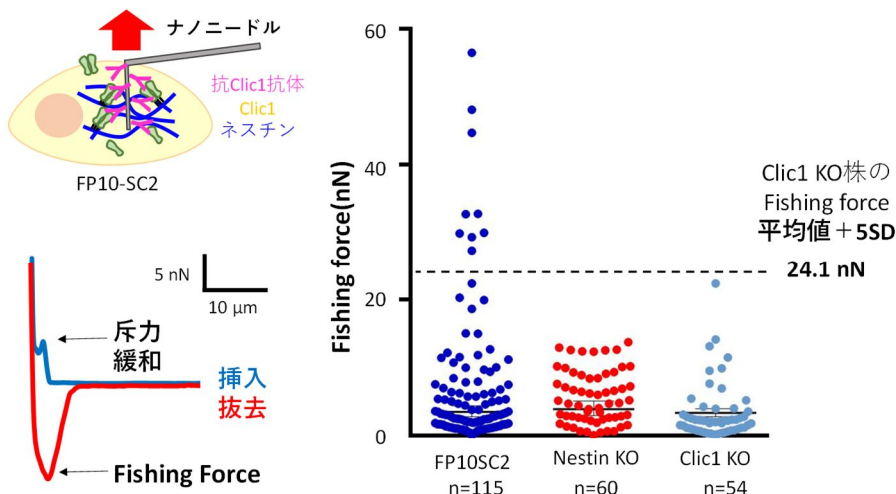 ナノニードル
抗Clic1抗体
Clic1
ネスチン
FP10-SC2
5 nN
10 μm
斥力
緩和
挿入
抜去
Fishing Force
Fishing force(nN)
60
40
20
0
Clic1 KO株の
Fishing force
平均値＋5SD
24.1 nN
FP10SC2
n=115
Nestin KO
n=60
Clic1 KO
n=54